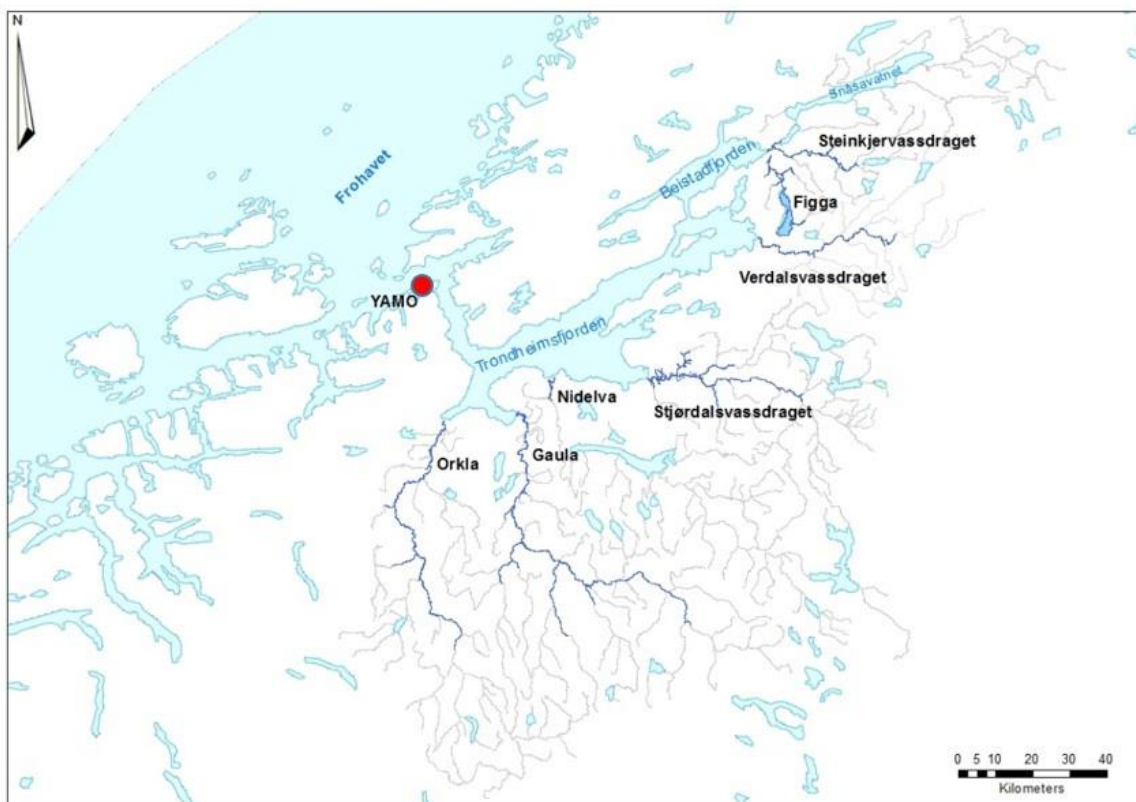 N
Snåsavatnet
Steinkjervassdraget
Beistadfjorden
Frohavet
Figga
Verdalsvassdraget
YAMO
Trondheimsfjorden
Nidelva
Stjørdalsvassdraget
Orkla
Gaula
0 5 10 20 30 40
Kilometers